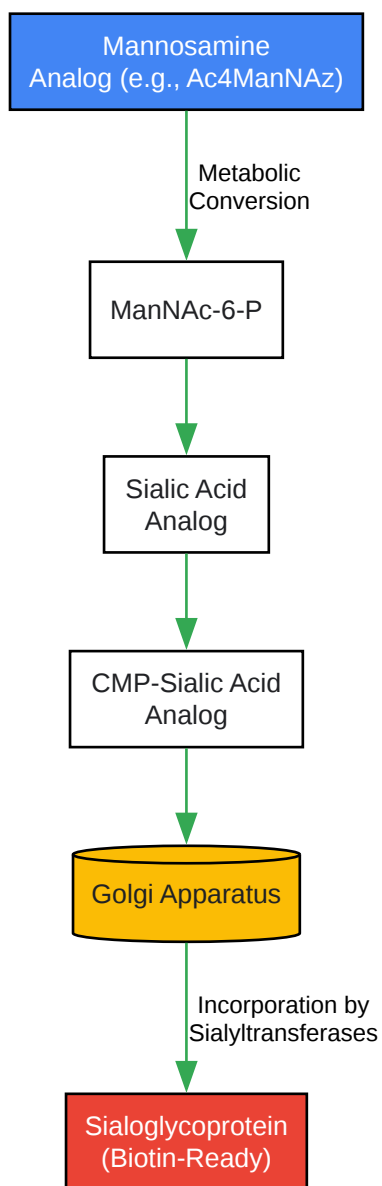 Mannosamine
Analog (e.g., Ac4ManNAz)
Metabolic
Conversion
ManNAc-6-P
Sialic Acid
Analog
CMP-Sialic Acid
Analog
Golgi Apparatus
Incorporation by
Sialyltransferases
Sialoglycoprotein
(Biotin-Ready)